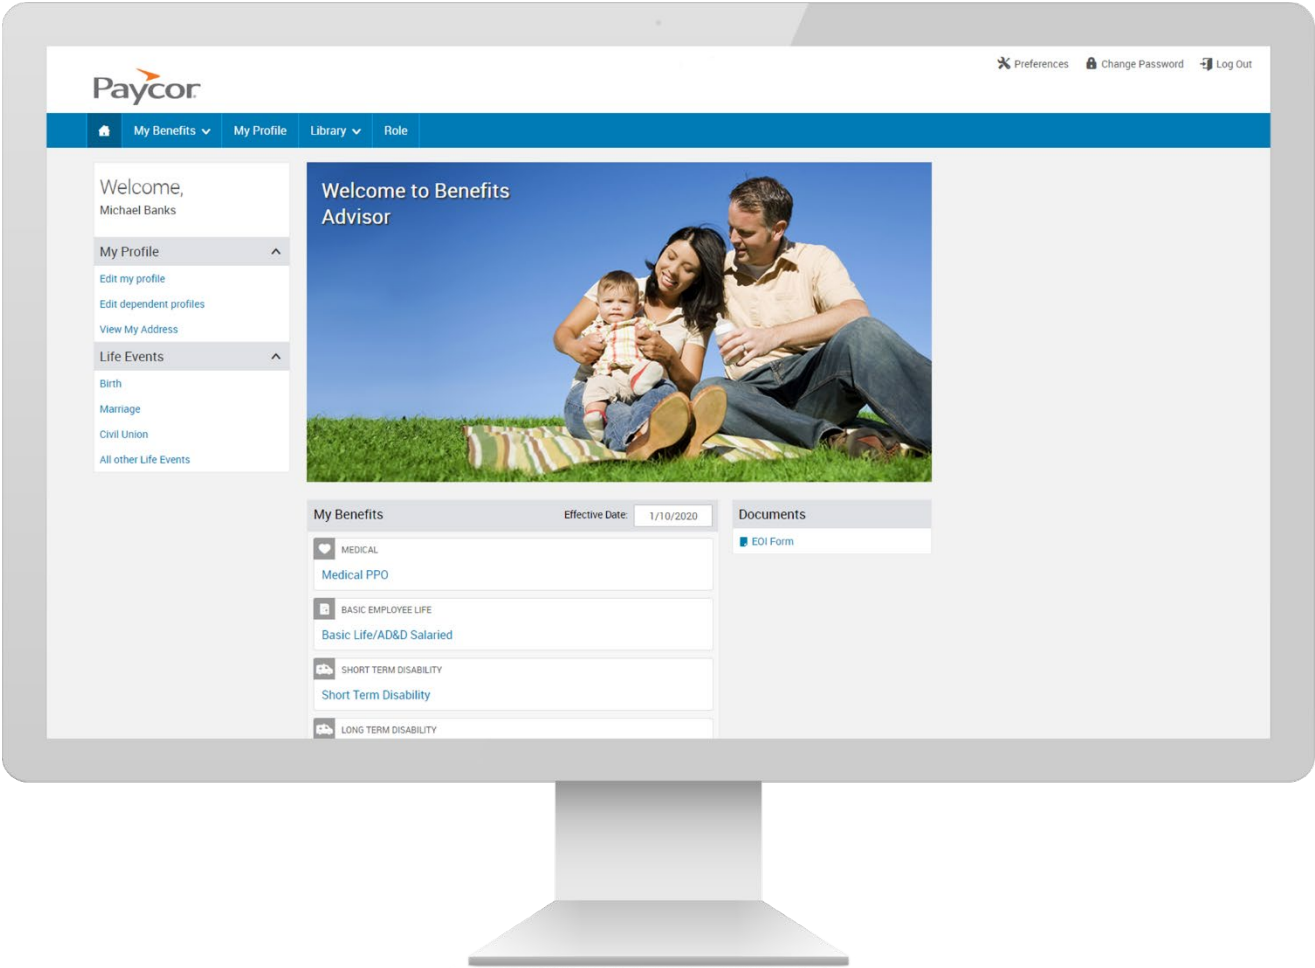 Preferences
Change Password
Log Out
Paycor
My Benefits
My Profile
Library
Role
Welcome,
Michael Banks
My Profile
Edit my profile
Edit dependent profiles
View My Address
Life Events
Birth
Marriage
Civil Union
All other Life Events
Welcome to Benefits
Advisor
My Benefits
Effective Date:
1/10/2020
MEDICAL
Medical PPO
BASIC EMPLOYEE LIFE
Basic Life/AD&D Salaried
SHORT TERM DISABILITY
Short Term Disability
LONG TERM DISABILITY
Documents
EOI Form